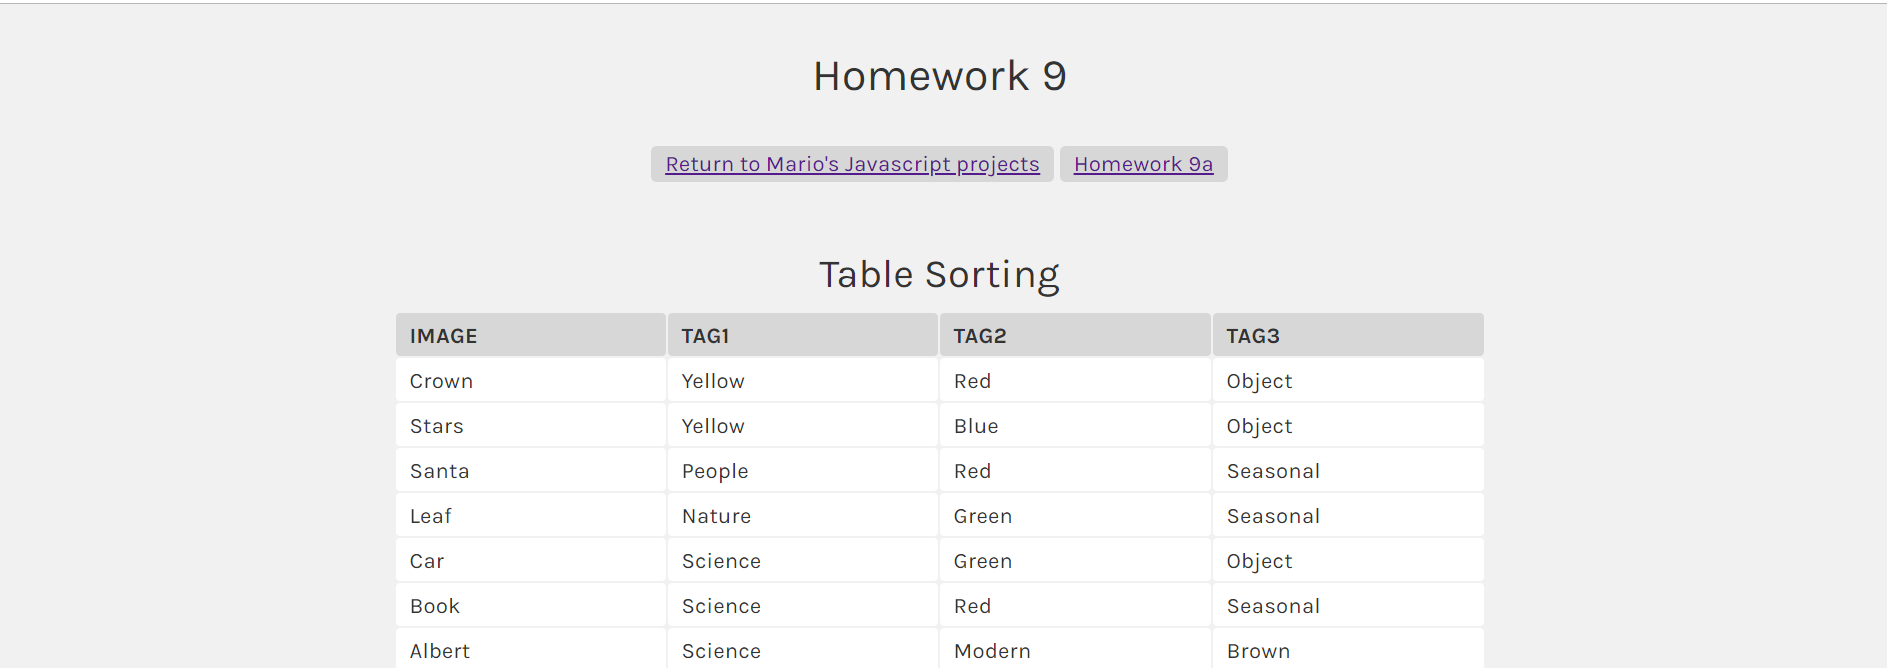 Homework 9
Return to Mario's Javascript projects Homework 9a
Table Sorting
IMAGE TAG1 TAG2 TAG3
Crown Yellow Red Object
Stars Yellow Blue Object
Santa People Red Seasonal
Leaf Nature Green Seasonal
Car Science Green Object
Book Science Red Seasonal
Albert Science Modern Brown